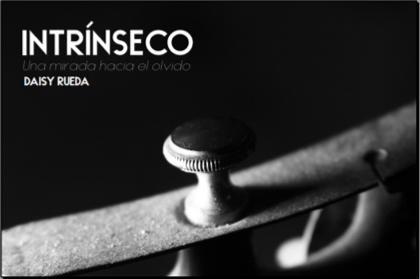 INTRÍNSECO
Una mirada hacia el olvido
DAISY RUEDA